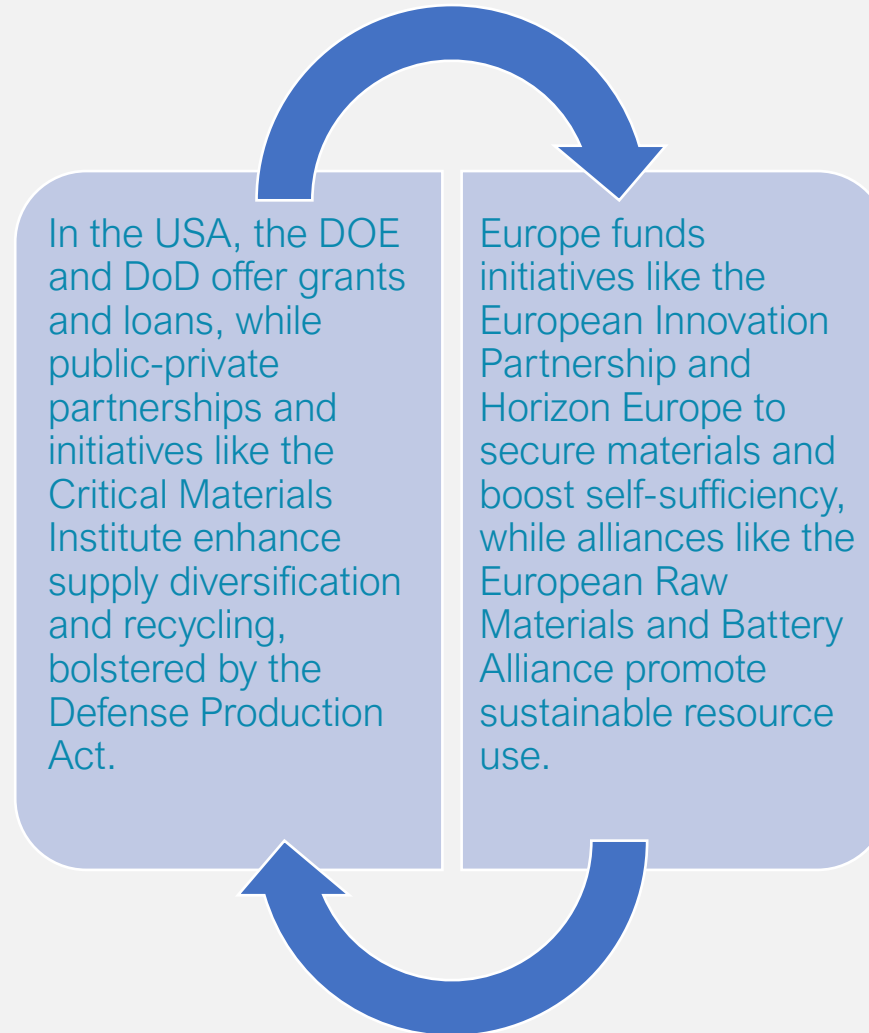 In the USA, the DOE
and DoD offer grants
and loans, while
public-private
partnerships and
initiatives like the
Critical Materials
Institute enhance
supply diversification
and recycling,
bolstered by the
Defense Production
Act.
Europe funds
initiatives like the
European Innovation
Partnership and
Horizon Europe to
secure materials and
boost self-sufficiency,
while alliances like the
European Raw
Materials and Battery
Alliance promote
sustainable resource
use.